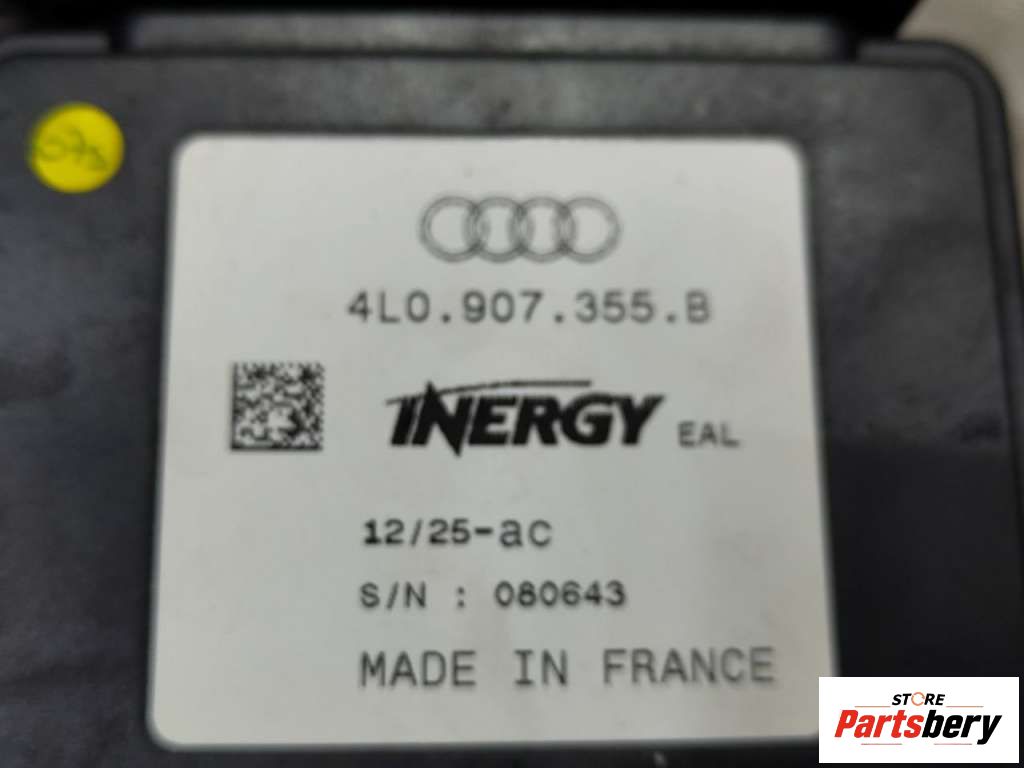 4L0.907.355.B
INERGY EAL
12/25-ac
S/N : 080643
MADE IN FRANCE
STORE
Partsbery